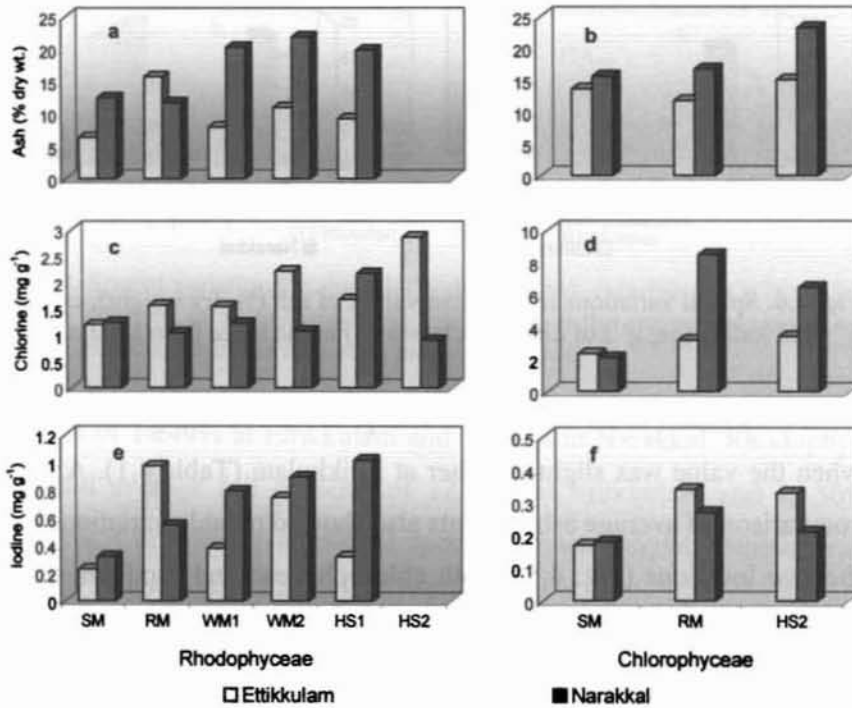 a
b
Ash (% dry wt.)
25
20
15
10
5
0
25
20
15
10
5
0
c
d
Chlorine (mg g⁻¹)
3
2.5
2
1.5
1
0.5
0
10
8
6
4
2
0
e
f
Iodine (mg g⁻¹)
1.2
1
0.8
0.6
0.4
0.2
0
0.5
0.4
0.3
0.2
0.1
0
SM RM WM1 WM2 HS1 HS2
SM RM HS2
Rhodophyceae Chlorophyceae
Ettikkulam Narakkal